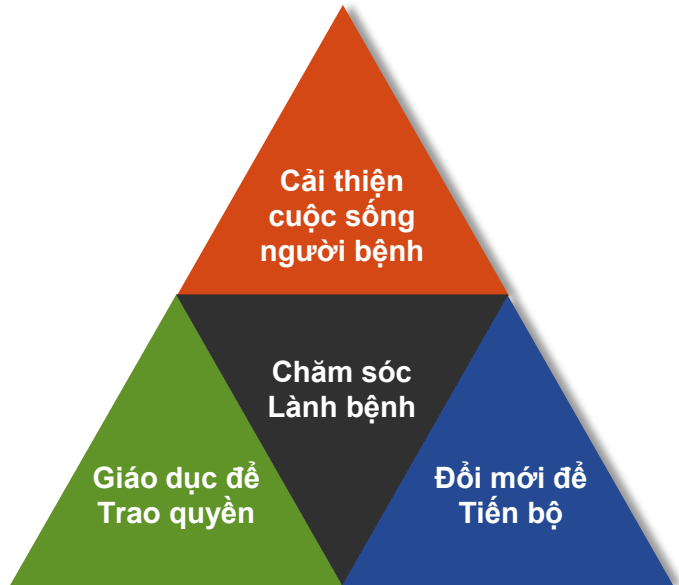 Cải thiện
cuộc sống
người bệnh
Chăm sóc
Lành bệnh
Giáo dục để
Trao quyền
Đổi mới để
Tiến bộ